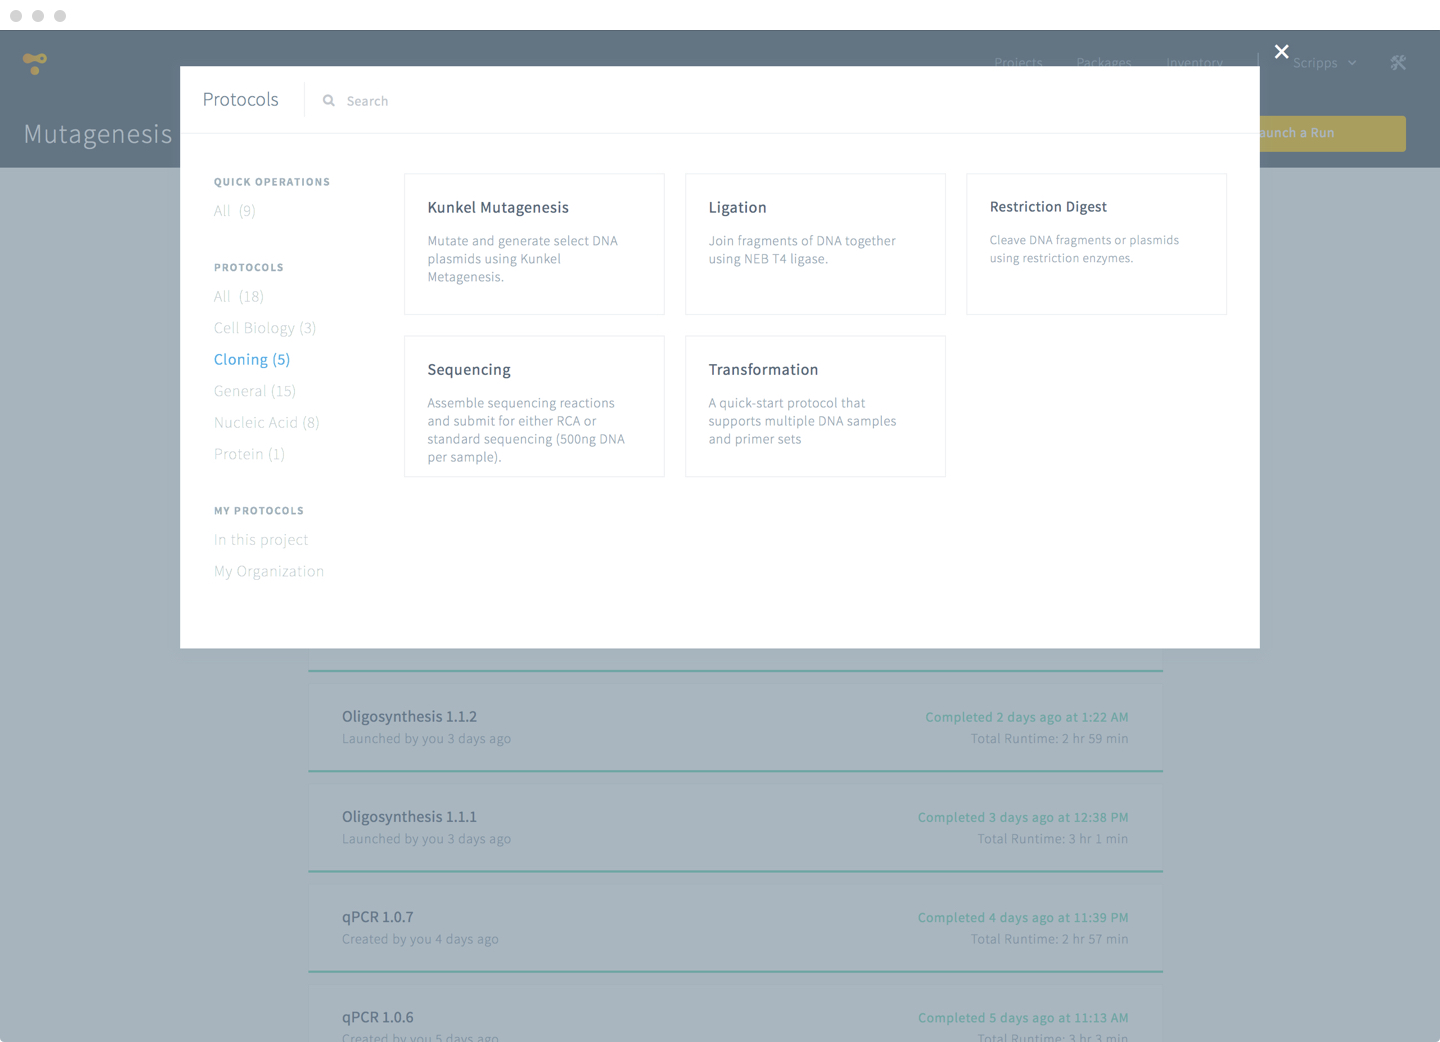 Projects
Packages
Inventory
Scripps
Mutagenesis
aunch a Run
Protocols
Search
QUICK OPERATIONS
All (9)
PROTOCOLS
All (18)
Cell Biology (3)
Cloning (5)
General (15)
Nucleic Acid (8)
Protein (1)
MY PROTOCOLS
In this project
My Organization
Kunkel Mutagenesis
Mutate and generate select DNA
plasmids using Kunkel
Metagenesis.
Ligation
Join fragments of DNA together
using NEB T4 ligase.
Restriction Digest
Cleave DNA fragments or plasmids
using restriction enzymes.
Sequencing
Assemble sequencing reactions
and submit for either RCA or
standard sequencing (500ng DNA
per sample).
Transformation
A quick-start protocol that
supports multiple DNA samples
and primer sets
Oligosynthesis 1.1.2
Completed 2 days ago at 1:22 AM
Launched by you 3 days ago
Total Runtime: 2 hr 59 min
Oligosynthesis 1.1.1
Completed 3 days ago at 12:38 PM
Launched by you 3 days ago
Total Runtime: 3 hr 1 min
qPCR 1.0.7
Completed 4 days ago at 11:39 PM
Created by you 4 days ago
Total Runtime: 2 hr 57 min
qPCR 1.0.6
Completed 5 days ago at 11:13 AM
Created by you 5 days ago
Total Runtime: 3 hr 3 min